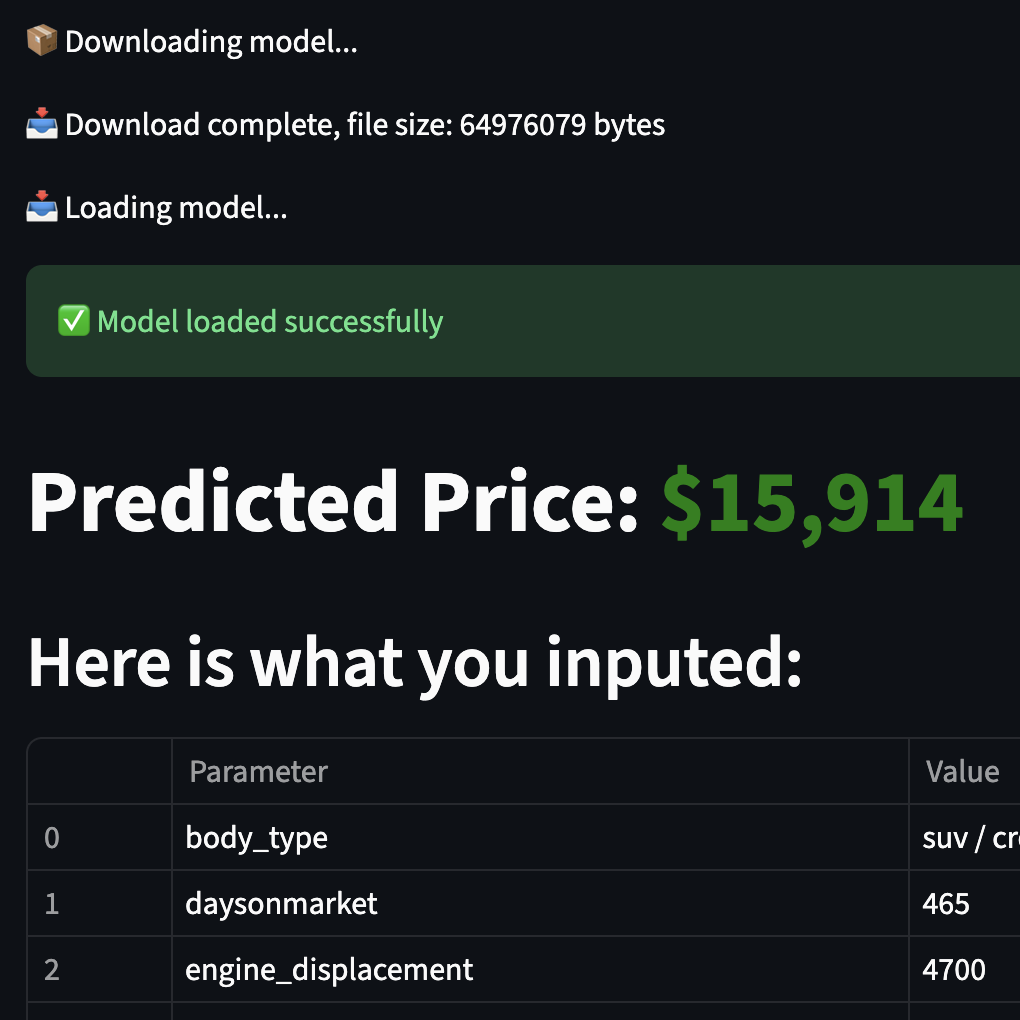 Downloading model...
Download complete, file size: 64976079 bytes
Loading model...
Model loaded successfully
Predicted Price: $15,914
Here is what you inputed:
Parameter Value
0 body_type suv / cr
1 daysonmarket 465
2 engine_displacement 4700